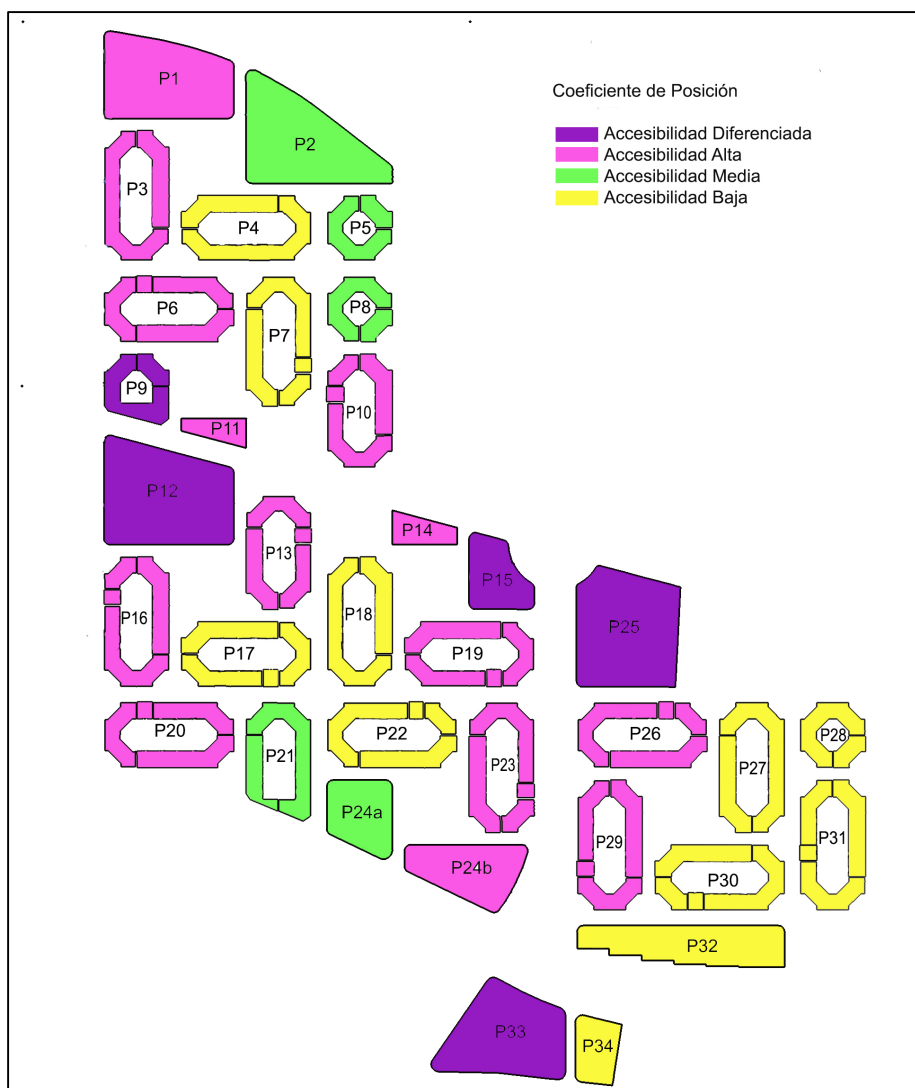 P1
P2
Coeficiente de Posición
Accesibilidad Diferenciada
Accesibilidad Alta
Accesibilidad Media
Accesibilidad Baja
P3
P4
P5
P6
P7
P8
P9
P10
P11
P12
P13
P14
P15
P16
P17
P18
P19
P25
P20
P21
P22
P23
P26
P27
P28
P24a
P24b
P29
P30
P31
P32
P33
P34